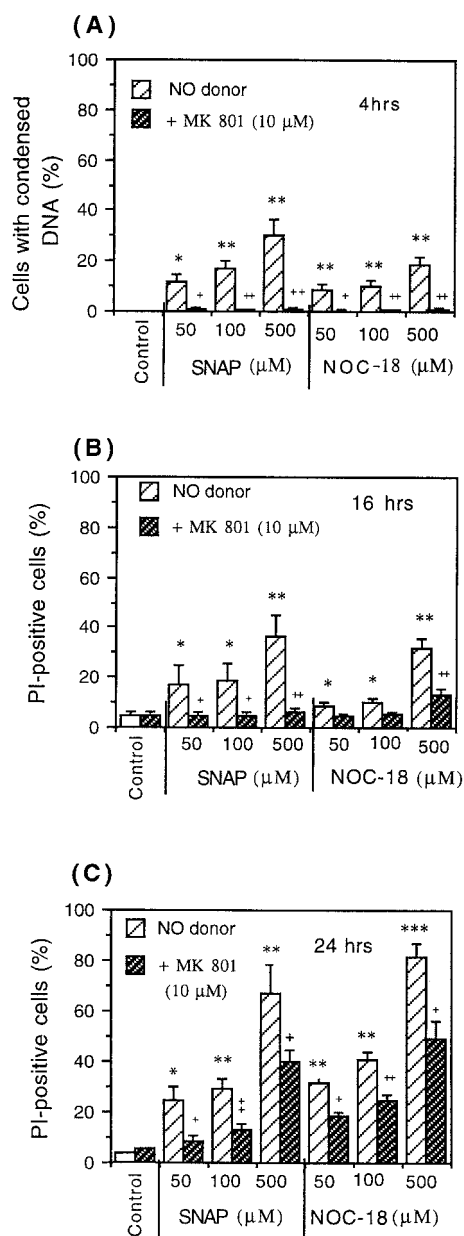 (A)
100
80
60
40
20
0
Cells with condensed
DNA (%)
NO donor
+ MK 801 (10 μM)
4hrs
* ** ** ** ** **
+ ++ ++ + ++ ++
Control
50 100 500 50 100 500
SNAP (μM) NOC-18 (μM)
(B)
100
80
60
40
20
0
PI-positive cells (%)
NO donor
+ MK 801 (10 μM)
16 hrs
* * ** * * **
+ + ++ ++
Control
50 100 500 50 100 500
SNAP (μM) NOC-18 (μM)
(C)
100
80
60
40
20
0
PI-positive cells (%)
NO donor
+ MK 801
(10 μM)
24 hrs
* ** ** ** ** ***
+ ++ + + ++ +
Control
50 100 500 50 100 500
SNAP (μM) NOC-18 (μM)